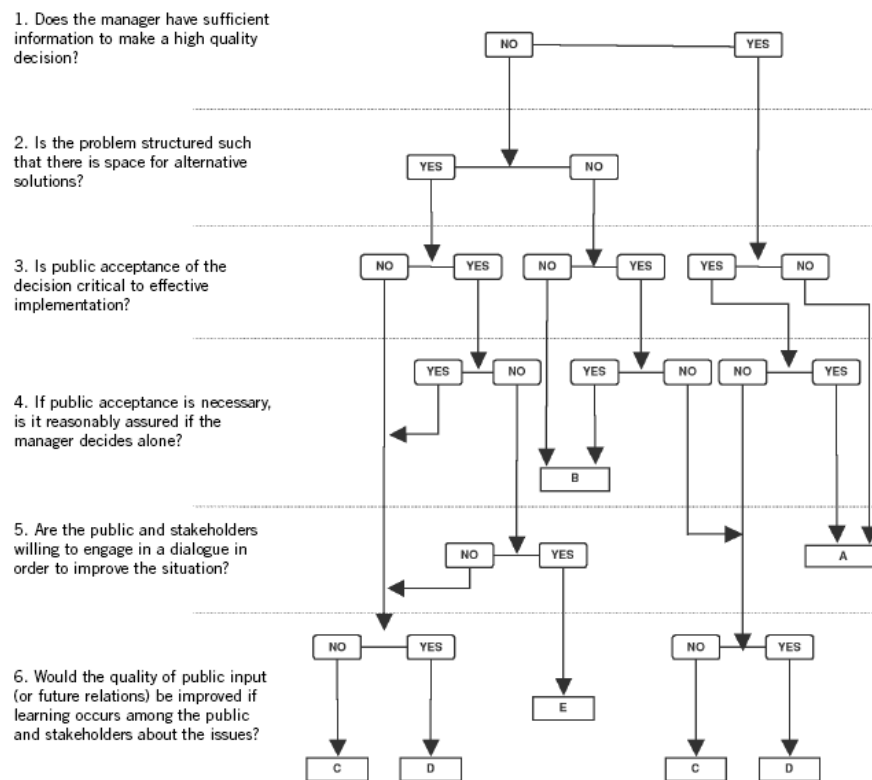 1. Does the manager have sufficient
information to make a high quality
decision?
NO YES
2. Is the problem structured such
that there is space for alternative
solutions?
YES NO
3. Is public acceptance of the
decision critical to effective
implementation?
NO YES NO YES YES NO
YES NO YES NO NO YES
4. If public acceptance is necessary,
is it reasonably assured if the
manager decides alone?
B
5. Are the public and stakeholders
willing to engage in a dialogue in
order to improve the situation?
NO YES A
NO YES NO YES
6. Would the quality of public input
(or future relations) be improved if
learning occurs among the public
and stakeholders about the issues?
E
C D C D